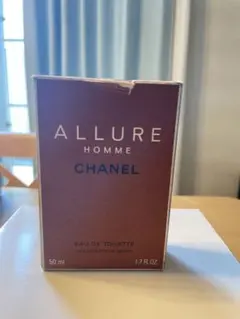 ALLURE
HOMME
CHANEL
EAU DE TOILETTE
50 ml 1.7 FL. OZ.